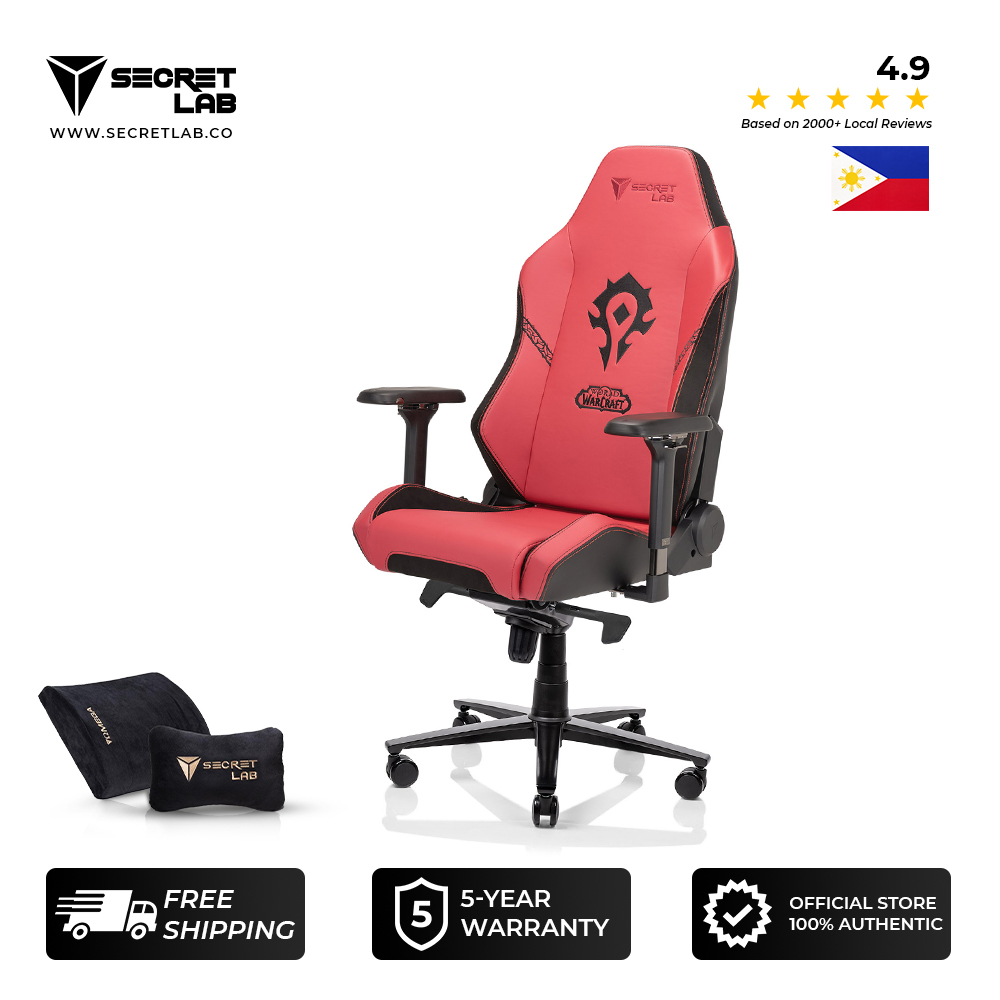 SECRET
LAB
WWW.SECRETLAB.CO
4.9
Based on 2000+ Local Reviews
SECRET
LAB
WORLD
WARCRAFT
OMEGA
SECRET
LAB
FREE
SHIPPING
5
5-YEAR
WARRANTY
OFFICIAL STORE
100% AUTHENTIC